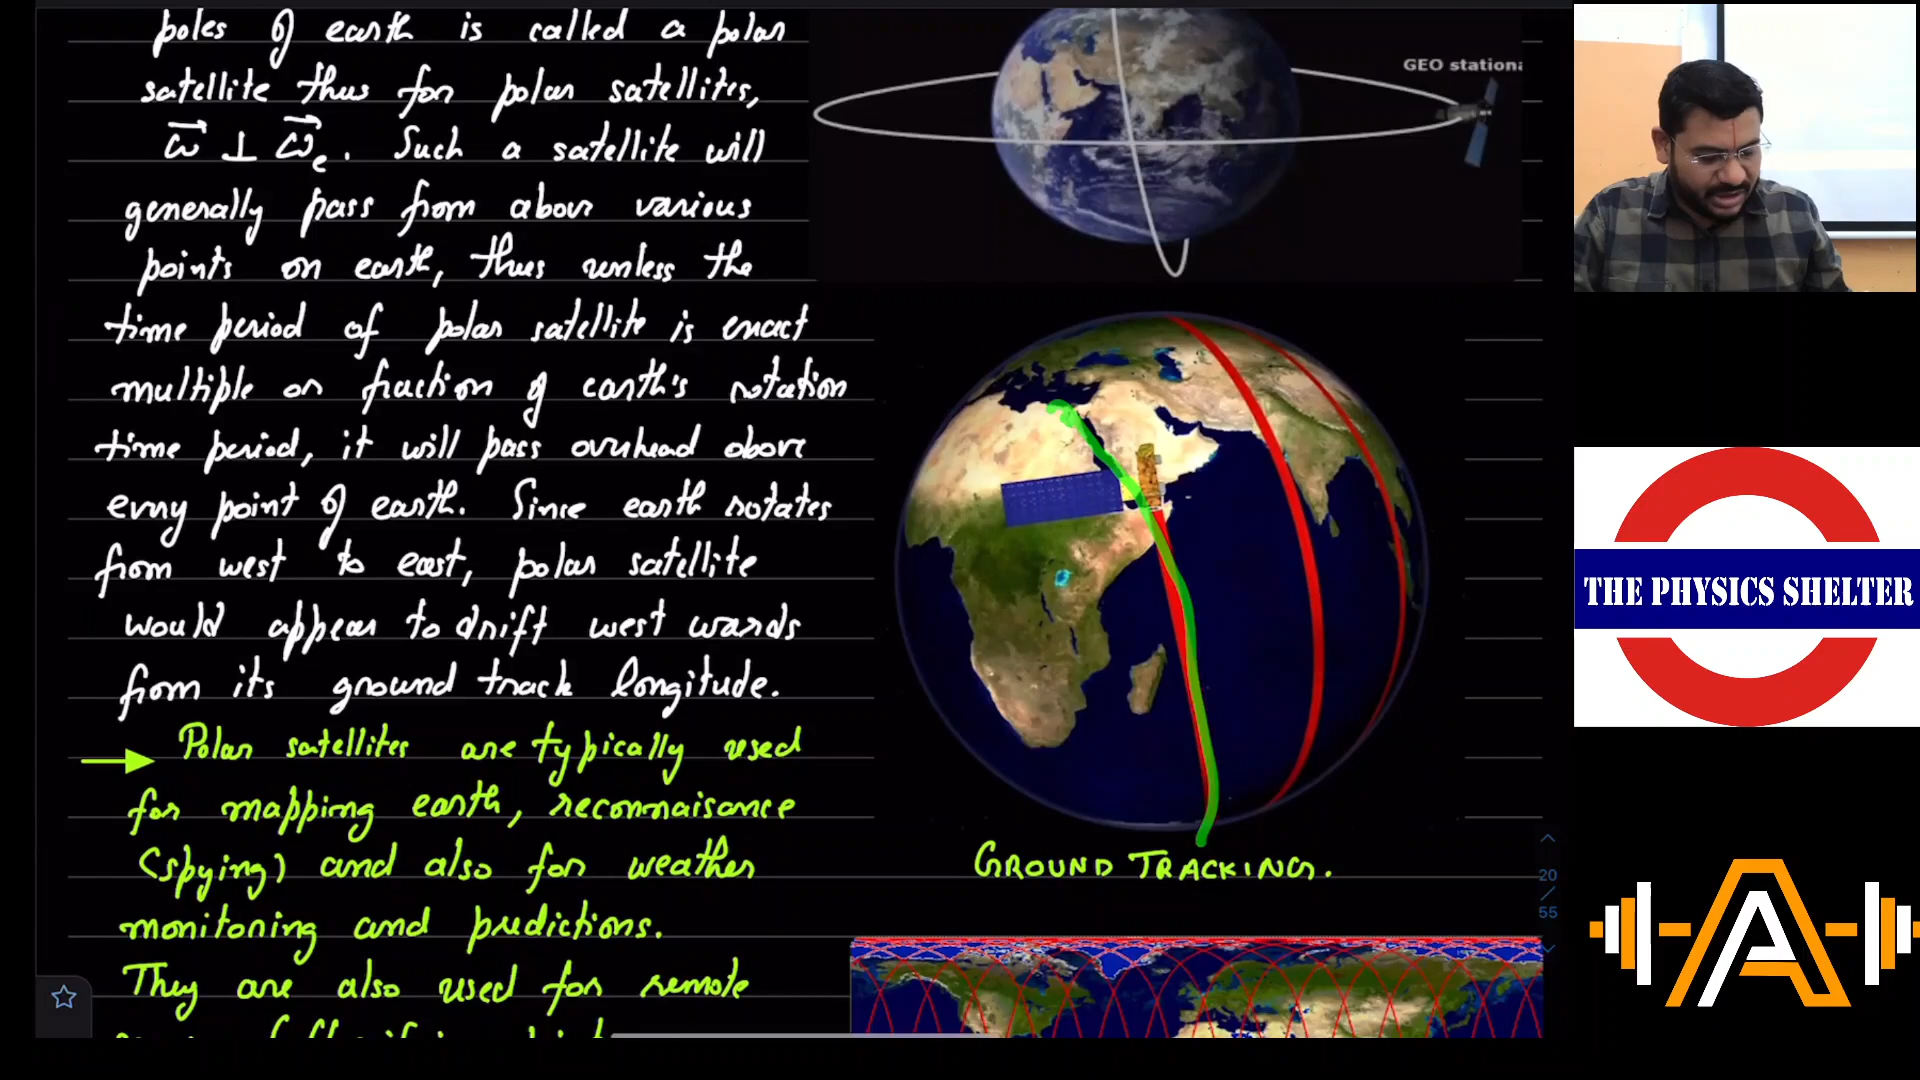 poles of earth is called a polar
satellite thus for polar satellites,
ω ⊥ ωe. Such a satellite will
generally pass from above various
points on earth, thus unless the
time period of polar satellite is exact
multiple or fraction of earth's rotation
time period, it will pass overhead above
every point of earth. Since earth rotates
from west to east, polar satellite
would appear to drift west wards
from its ground track longitude.
→ Polar satellites are typically used
for mapping earth, reconnaisance
(spying) and also for weather
monitoring and predictions.
They are also used for remote
GEO stationa
GROUND TRACKING.
20
/
55
THE PHYSICS SHELTER
A